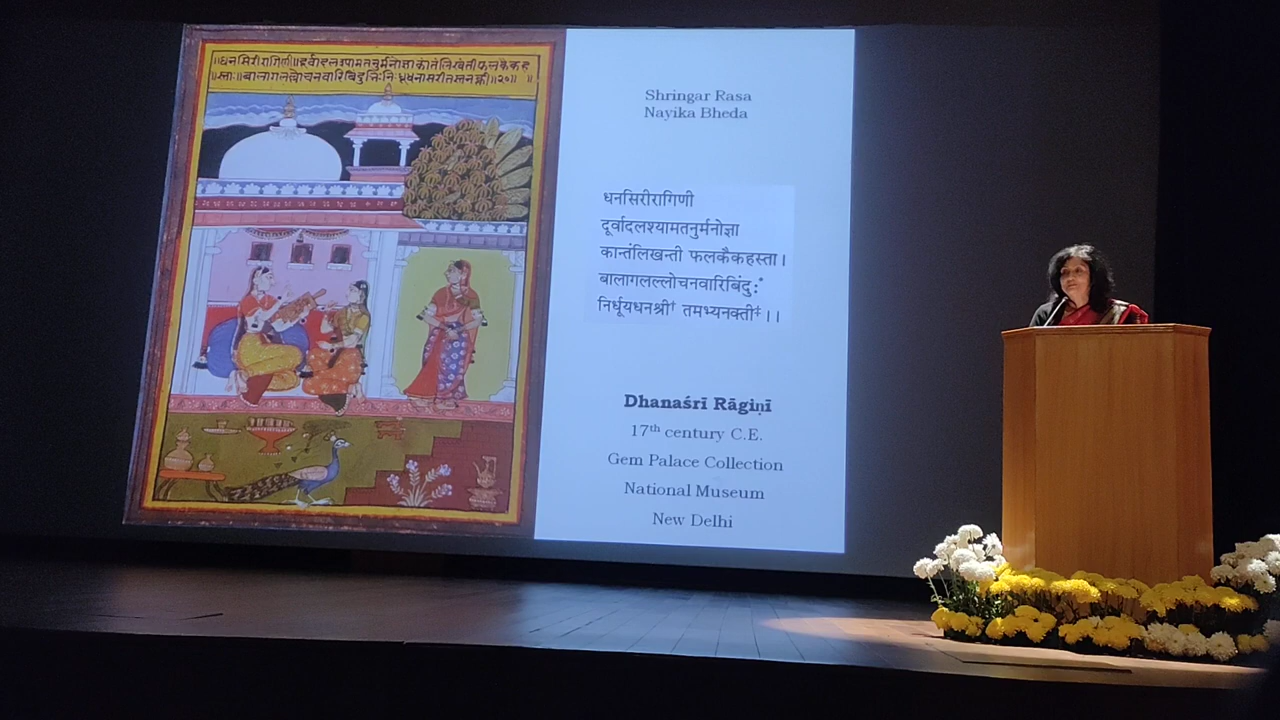 ॥धनसिरीरागिणी॥
Shringar Rasa
Nayika Bheda
धनसिरीरागिणी
दूर्वादलश्यामतनुर्मनोज्ञा
कान्तंलिखन्ती फलकैकहस्ता।
बालागलल्लोचनवारिबिंदुः*
निर्धूयधनश्री† तमभ्यनक्ती‡ ।।
Dhanaśrī Rāgiṇī
17th century C.E.
Gem Palace Collection
National Museum
New Delhi